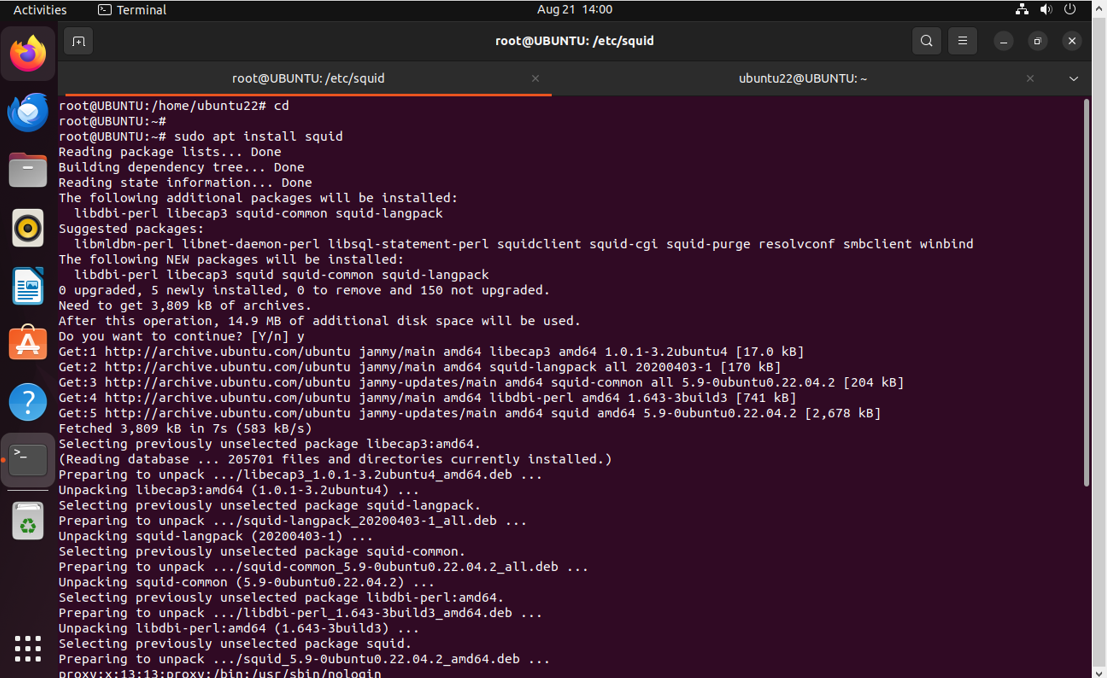 Activities
Terminal
Aug 21 14:00
root@UBUNTU: /etc/squid
root@UBUNTU: /etc/squid
ubuntu22@UBUNTU: ~
root@UBUNTU:/home/ubuntu22# cd
root@UBUNTU:~#
root@UBUNTU:~# sudo apt install squid
Reading package lists... Done
Building dependency tree... Done
Reading state information... Done
The following additional packages will be installed:
  libdbi-perl libecap3 squid-common squid-langpack
Suggested packages:
  libmldbm-perl libnet-daemon-perl libsql-statement-perl squidclient squid-cgi squid-purge resolvconf smbclient winbind
The following NEW packages will be installed:
  libdbi-perl libecap3 squid squid-common squid-langpack
0 upgraded, 5 newly installed, 0 to remove and 150 not upgraded.
Need to get 3,809 kB of archives.
After this operation, 14.9 MB of additional disk space will be used.
Do you want to continue? [Y/n] y
Get:1 http://archive.ubuntu.com/ubuntu jammy/main amd64 libecap3 amd64 1.0.1-3.2ubuntu4 [17.0 kB]
Get:2 http://archive.ubuntu.com/ubuntu jammy/main amd64 squid-langpack all 20200403-1 [170 kB]
Get:3 http://archive.ubuntu.com/ubuntu jammy-updates/main amd64 squid-common all 5.9-0ubuntu0.22.04.2 [204 kB]
Get:4 http://archive.ubuntu.com/ubuntu jammy/main amd64 libdbi-perl amd64 1.643-3build3 [741 kB]
Get:5 http://archive.ubuntu.com/ubuntu jammy-updates/main amd64 squid amd64 5.9-0ubuntu0.22.04.2 [2,678 kB]
Fetched 3,809 kB in 7s (583 kB/s)
Selecting previously unselected package libecap3:amd64.
(Reading database ... 205701 files and directories currently installed.)
Preparing to unpack .../libecap3_1.0.1-3.2ubuntu4_amd64.deb ...
Unpacking libecap3:amd64 (1.0.1-3.2ubuntu4) ...
Selecting previously unselected package squid-langpack.
Preparing to unpack .../squid-langpack_20200403-1_all.deb ...
Unpacking squid-langpack (20200403-1) ...
Selecting previously unselected package squid-common.
Preparing to unpack .../squid-common_5.9-0ubuntu0.22.04.2_all.deb ...
Unpacking squid-common (5.9-0ubuntu0.22.04.2) ...
Selecting previously unselected package libdbi-perl:amd64.
Preparing to unpack .../libdbi-perl_1.643-3build3_amd64.deb ...
Unpacking libdbi-perl:amd64 (1.643-3build3) ...
Selecting previously unselected package squid.
Preparing to unpack .../squid_5.9-0ubuntu0.22.04.2_amd64.deb ...
proxy:x:13:13:proxy:/bin:/usr/sbin/nologin